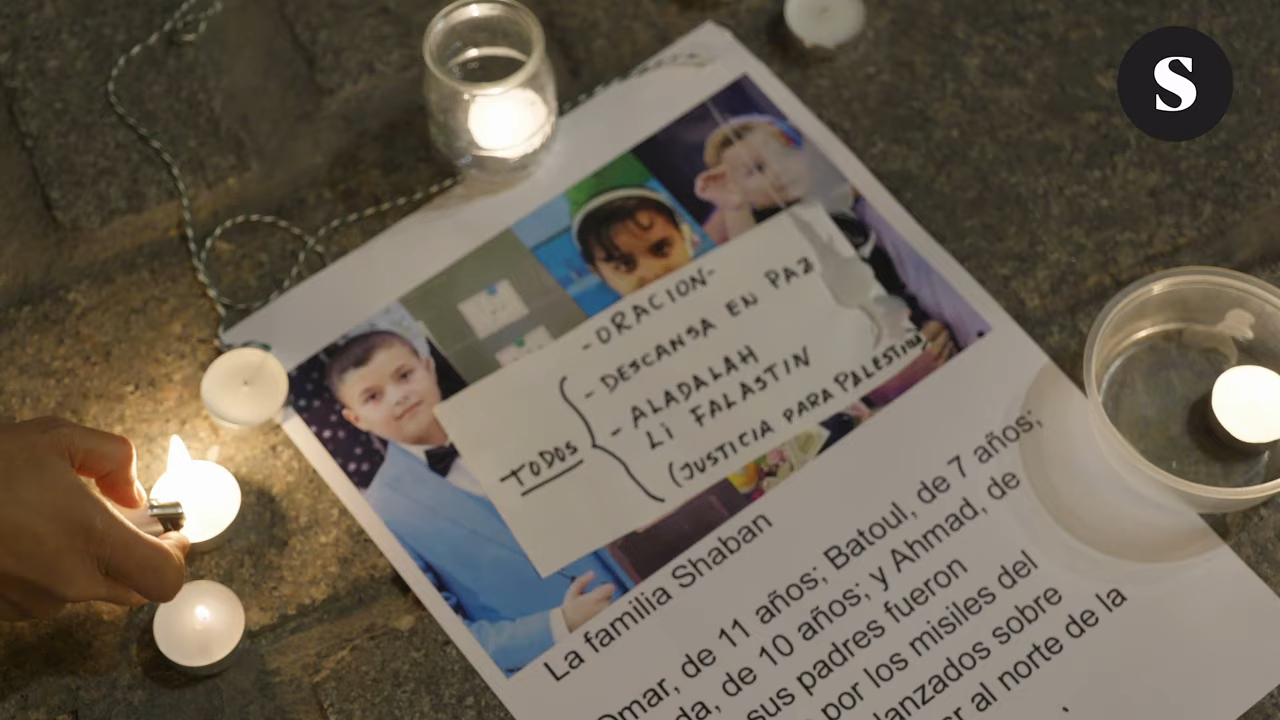 S
-ORACION-
- DESCANSA EN PAZ
- ALADALAH
LI FALASTIN
(JUSTICIA PARA PALESTINA
TODOS
La familia Shaban
Omar, de 11 años; Batoul, de 7 años;
da, de 10 años; y Ahmad, de
sus padres fueron
por los misiles del
lanzados sobre
al norte de la